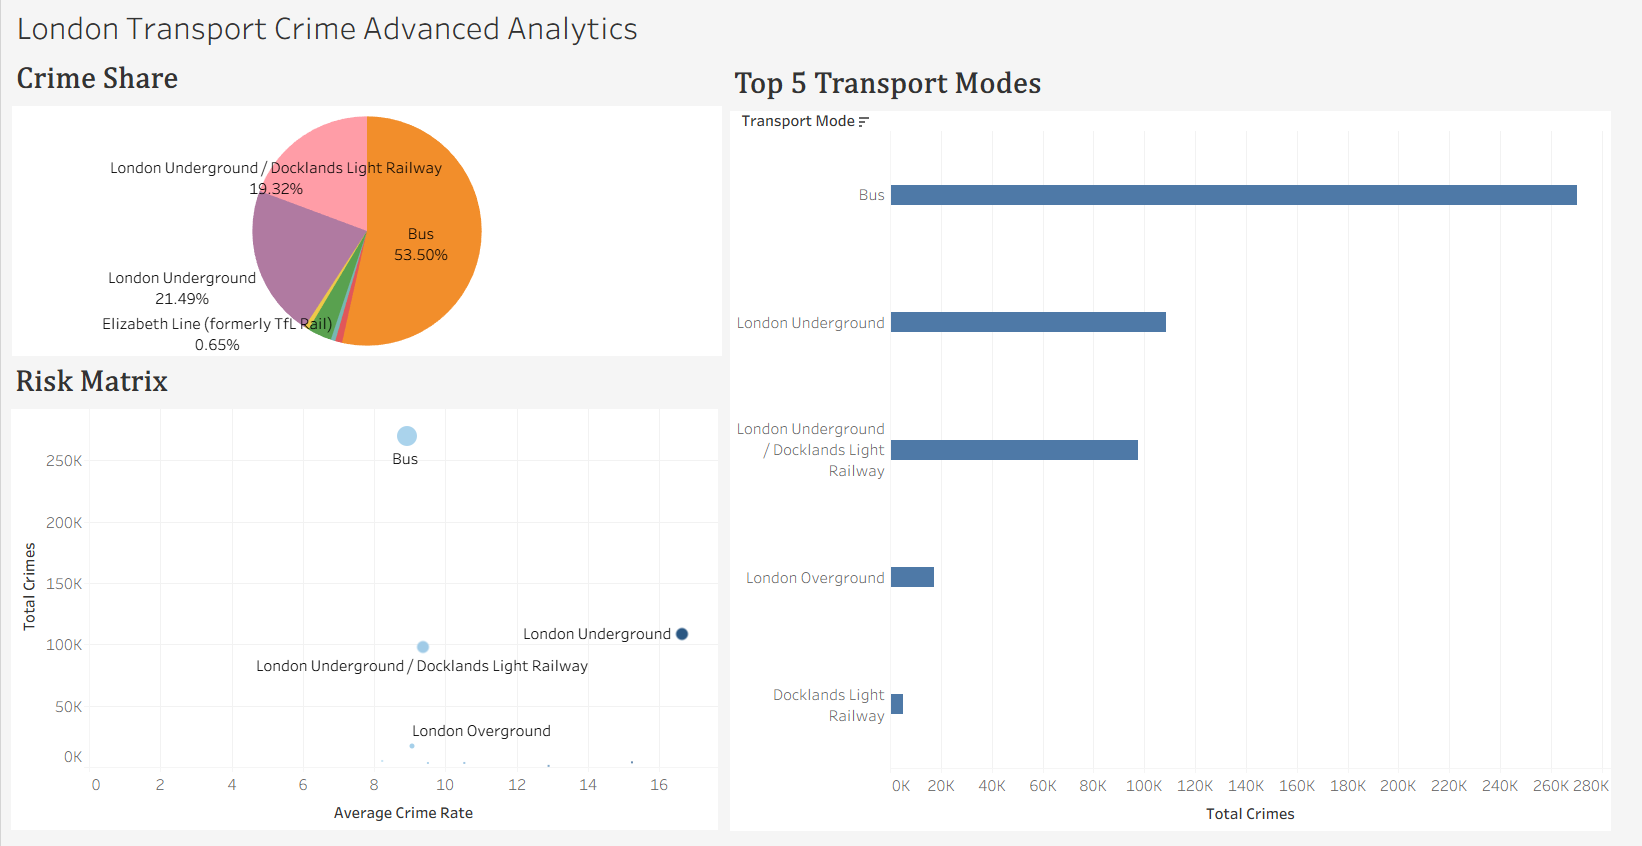 London Transport Crime Advanced Analytics
Crime Share
London Underground / Docklands Light Railway
19.32%
Bus
53.50%
London Underground
21.49%
Elizabeth Line (formerly TfL Rail)
0.65%
Risk Matrix
Total Crimes
250K
200K
150K
100K
50K
0K
Bus
London Underground
London Underground / Docklands Light Railway
London Overground
0 2 4 6 8 10 12 14 16
Average Crime Rate
Top 5 Transport Modes
Transport Mode
Bus
London Underground
London Underground
/ Docklands Light
Railway
London Overground
Docklands Light
Railway
0K 20K 40K 60K 80K 100K 120K 140K 160K 180K 200K 220K 240K 260K 280K
Total Crimes